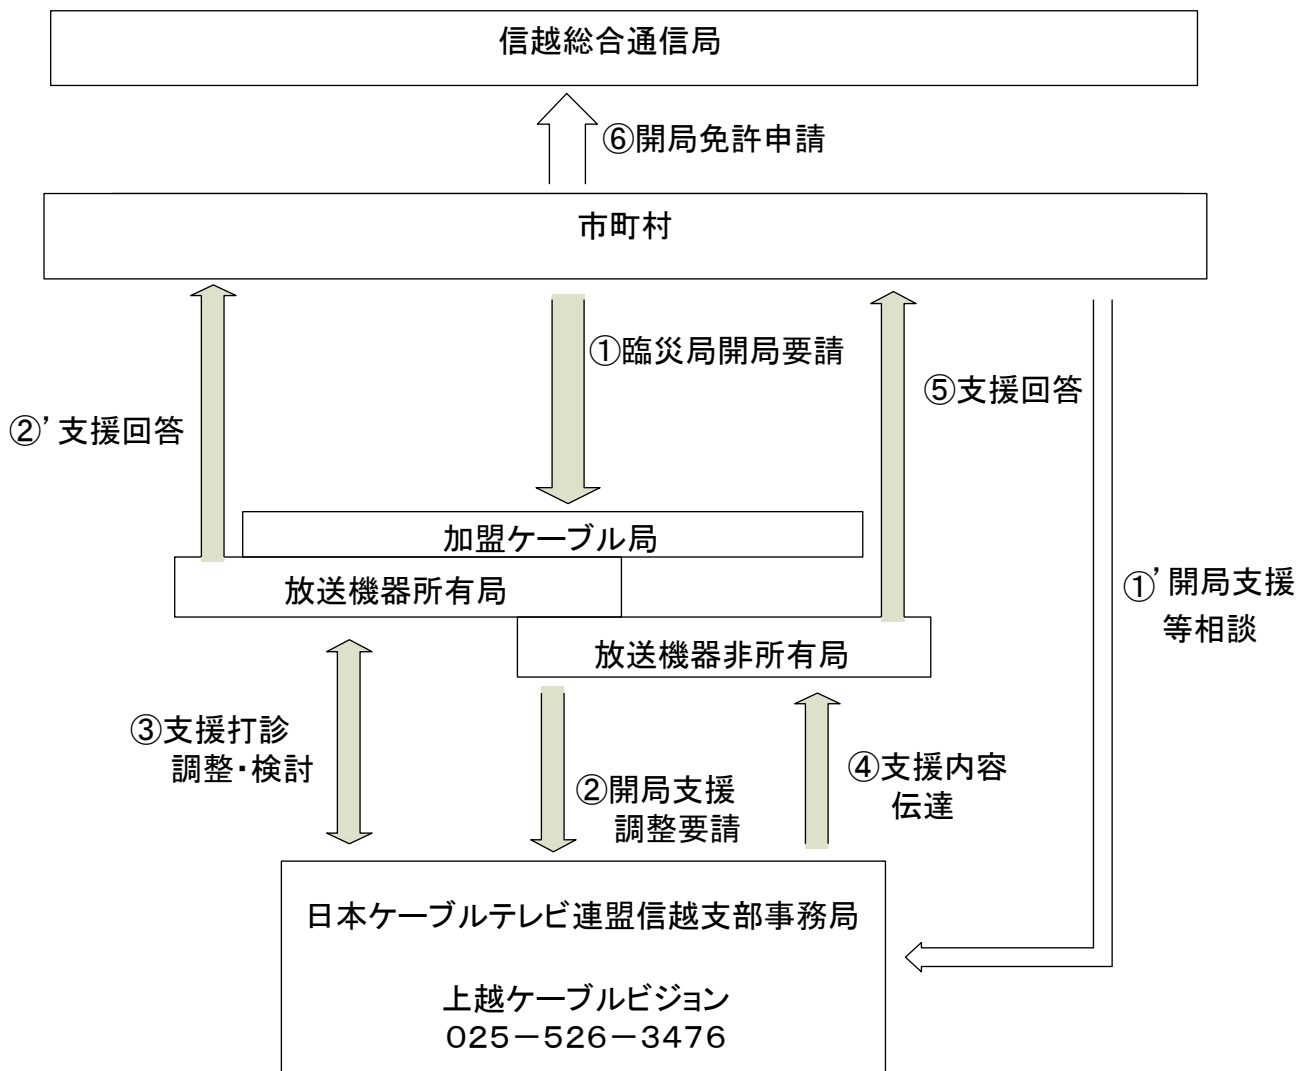 信越総合通信局
⑥開局免許申請
市町村
①臨災局開局要請
⑤支援回答
②’支援回答
加盟ケーブル局
放送機器所有局
①’開局支援
等相談
放送機器非所有局
③支援打診
調整・検討
②開局支援
調整要請
④支援内容
伝達
日本ケーブルテレビ連盟信越支部事務局
上越ケーブルビジョン
025－526－3476